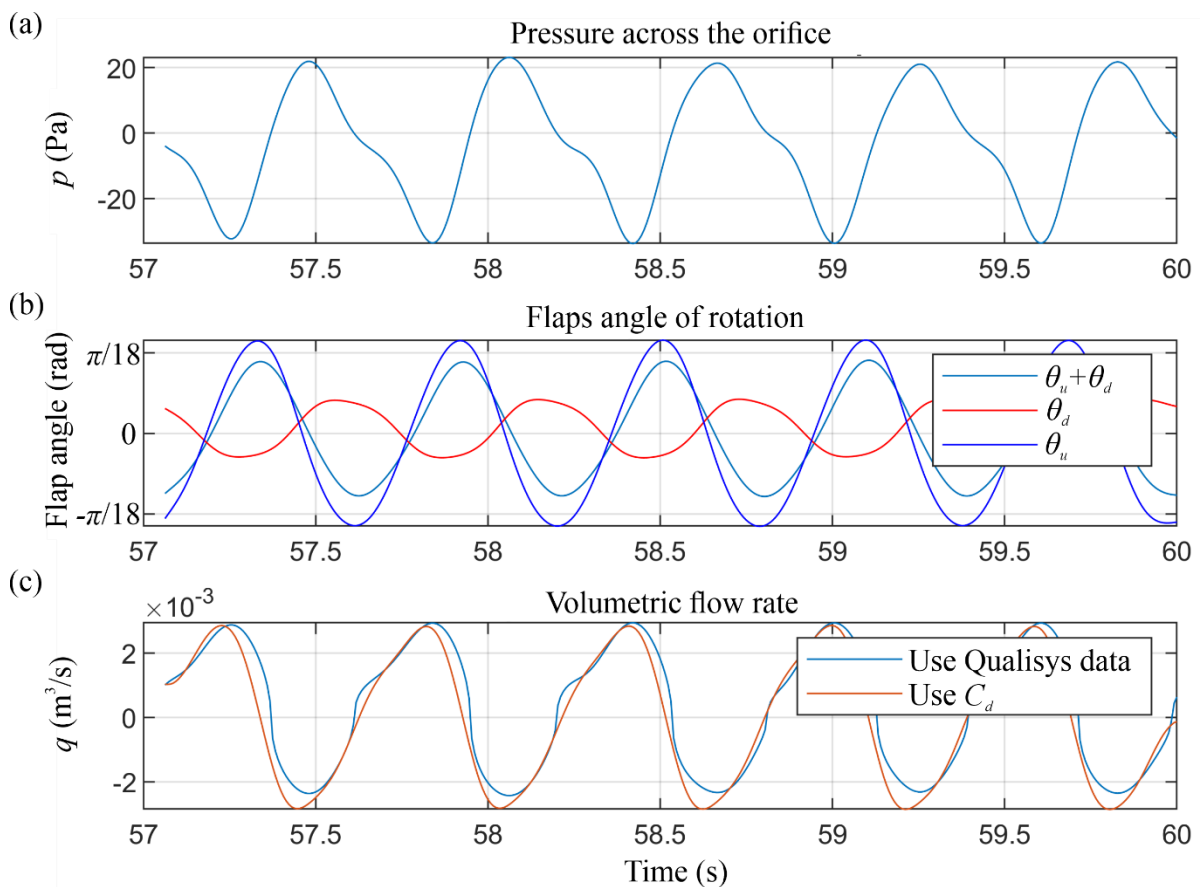 (a)
Pressure across the orifice
p (Pa)
20
0
-20
57
57.5
58
58.5
59
59.5
60
(b)
Flaps angle of rotation
Flap angle (rad)
π/18
0
-π/18
θu+θd
θd
θu
57
57.5
58
58.5
59
59.5
60
(c)
×10-3
Volumetric flow rate
q (m3/s)
2
0
-2
Use Qualisys data
Use Cd
57
57.5
58
58.5
59
59.5
60
Time (s)